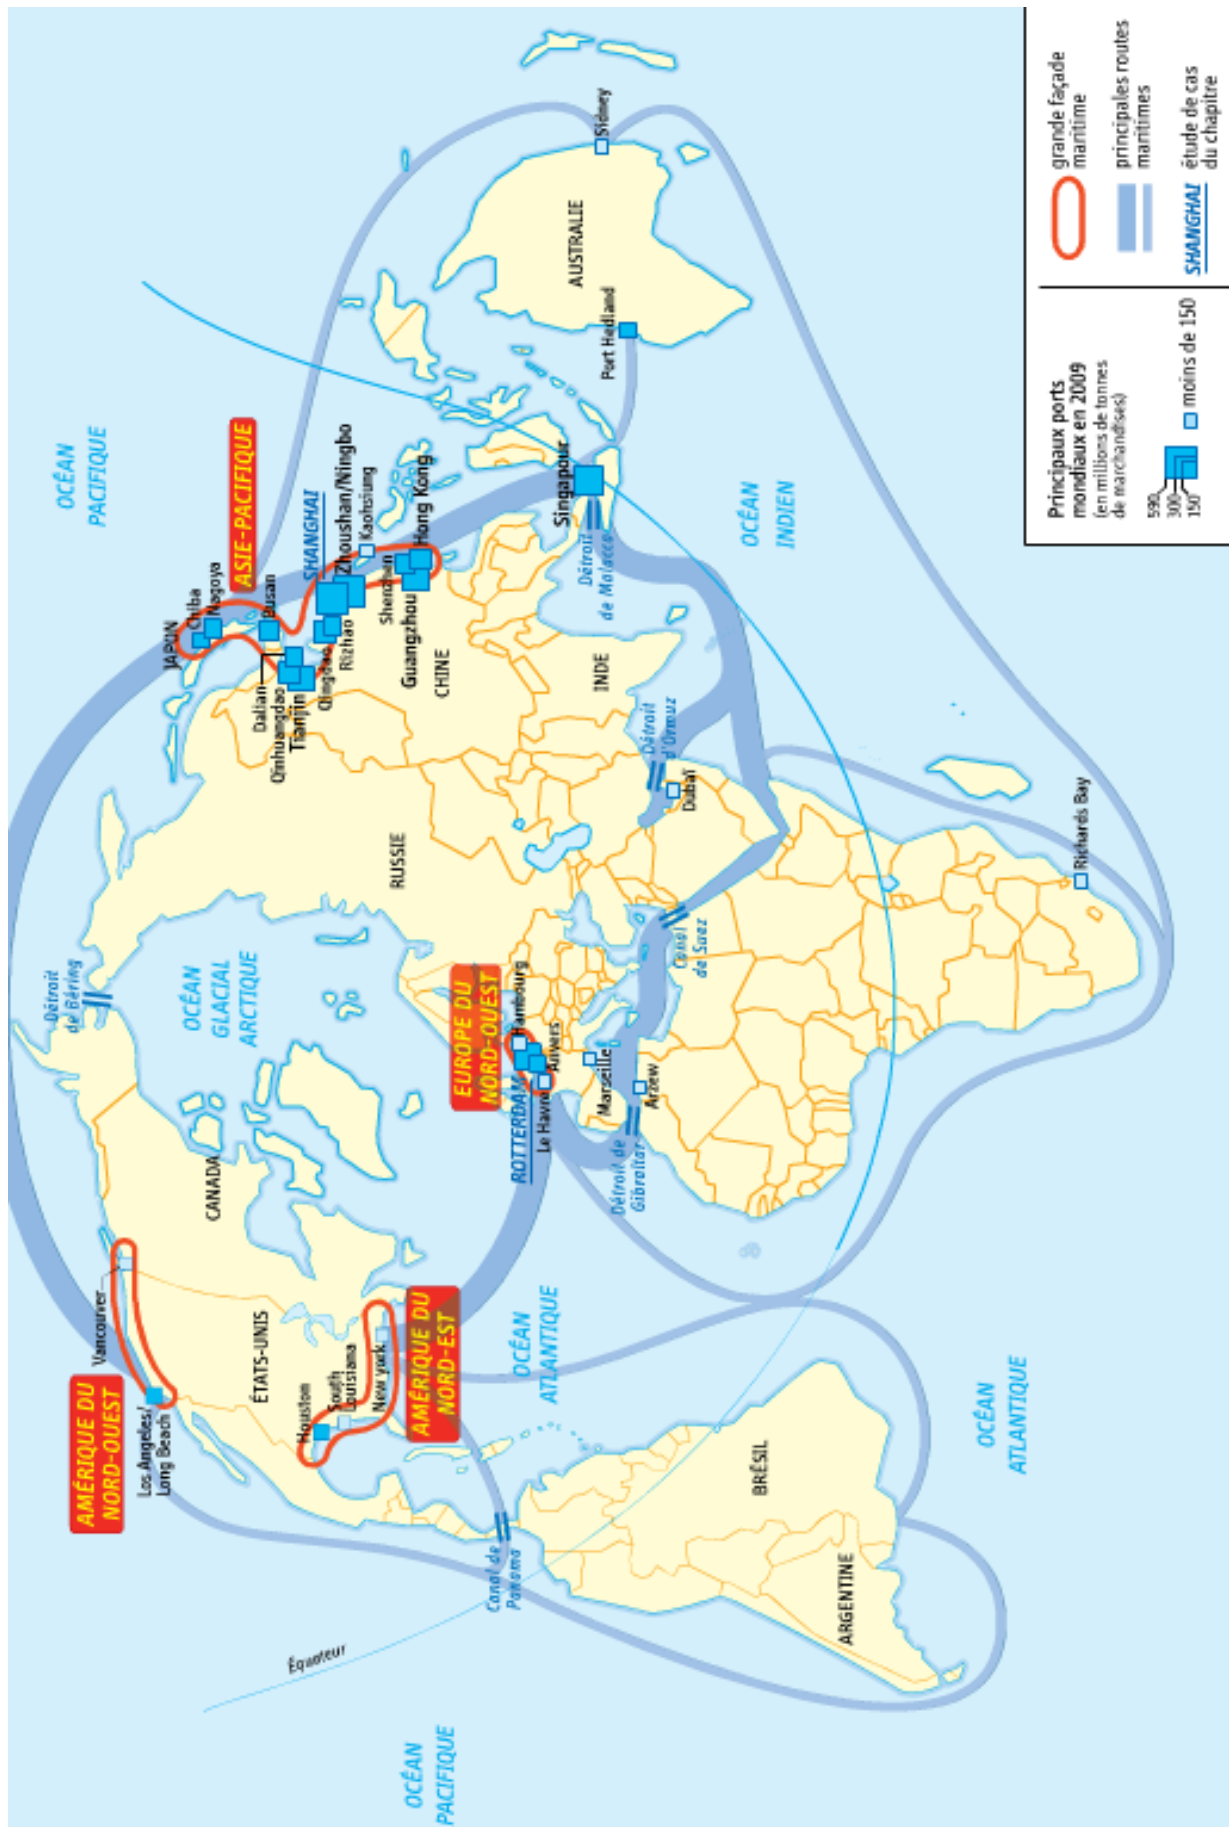 OCÉAN
PACIFIQUE
AMÉRIQUE DU
NORD-OUEST
Los Angeles/
Long Beach
Vancouver
Détroit
de Béring
JAPON
Chiba
Nagoya
ASIE-PACIFIQUE
Busan
OCÉAN
PACIFIQUE
CANADA
OCÉAN
GLACIAL
ARCTIQUE
Dalian
Qinhuangdao
Tianjin
Qingdao
Rizhao
SHANGHAI
Zhoushan/Ningbo
Kaohsiung
Shenzhen
Guangzhou
Hong Kong
CHINE
RUSSIE
Équateur
ÉTATS-UNIS
Houston
South
Louisiana
New york
AMÉRIQUE DU
NORD-EST
EUROPE DU
NORD-OUEST
Hambourg
ROTTERDAM
Anvers
Le Havre
Marseille
Arzew
Détroit de
Gibraltar
Canal
de Suez
Détroit
d'Ormuz
Dubaï
INDE
Singapour
Détroit
de Malacca
Port Hedland
AUSTRALIE
Sidney
OCÉAN
PACIFIQUE
Canal de
Panama
OCÉAN
ATLANTIQUE
BRÉSIL
ARGENTINE
OCÉAN
ATLANTIQUE
OCÉAN
INDIEN
Richards Bay
Principaux ports
mondiaux en 2009
(en millions de tonnes
de marchandises)
590
300
150
moins de 150
grande façade
maritime
principales routes
maritimes
SHANGHAI
étude de cas
du chapitre